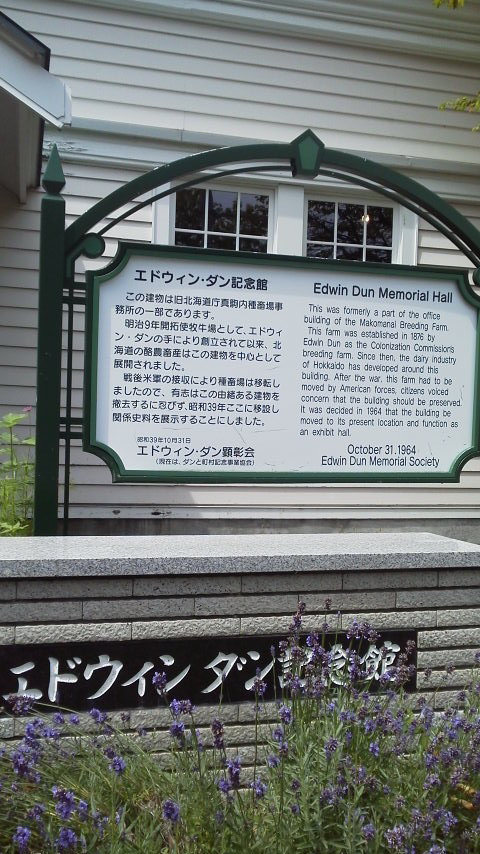 エドウィン・ダン記念館
この建物は旧北海道庁真駒内種畜場事
務所の一部であります。
明治9年開拓使牧牛場として、エドウィ
ン・ダンの手により創立されて以来、北
海道の酪農畜産はこの建物を中心として
展開されました。
戦後米軍の接収により種畜場は移転し
ましたので、有志はこの由緒ある建物を
撤去するに忍びず、昭和39年ここに移設し
関係史料を展示することにしました。
昭和39年10月31日
エドウィン・ダン顕彰会
(現在は、ダンと町村記念事業協会)
Edwin Dun Memorial Hall
This was formerly a part of the office
building of the Makomanai Breeding Farm.
This farm was established in 1876 by
Edwin Dun as the Colonization Commission's
breeding farm. Since then, the dairy industry
of Hokkaido has developed around this
building. After the war, this farm had to be
moved by American forces, citizens voiced
concern that the building should be preserved.
It was decided in 1964 that the building be
moved to its present location and function as
an exhibit hall.
October 31.1964
Edwin Dun Memorial Society
エドウィン ダン記念館